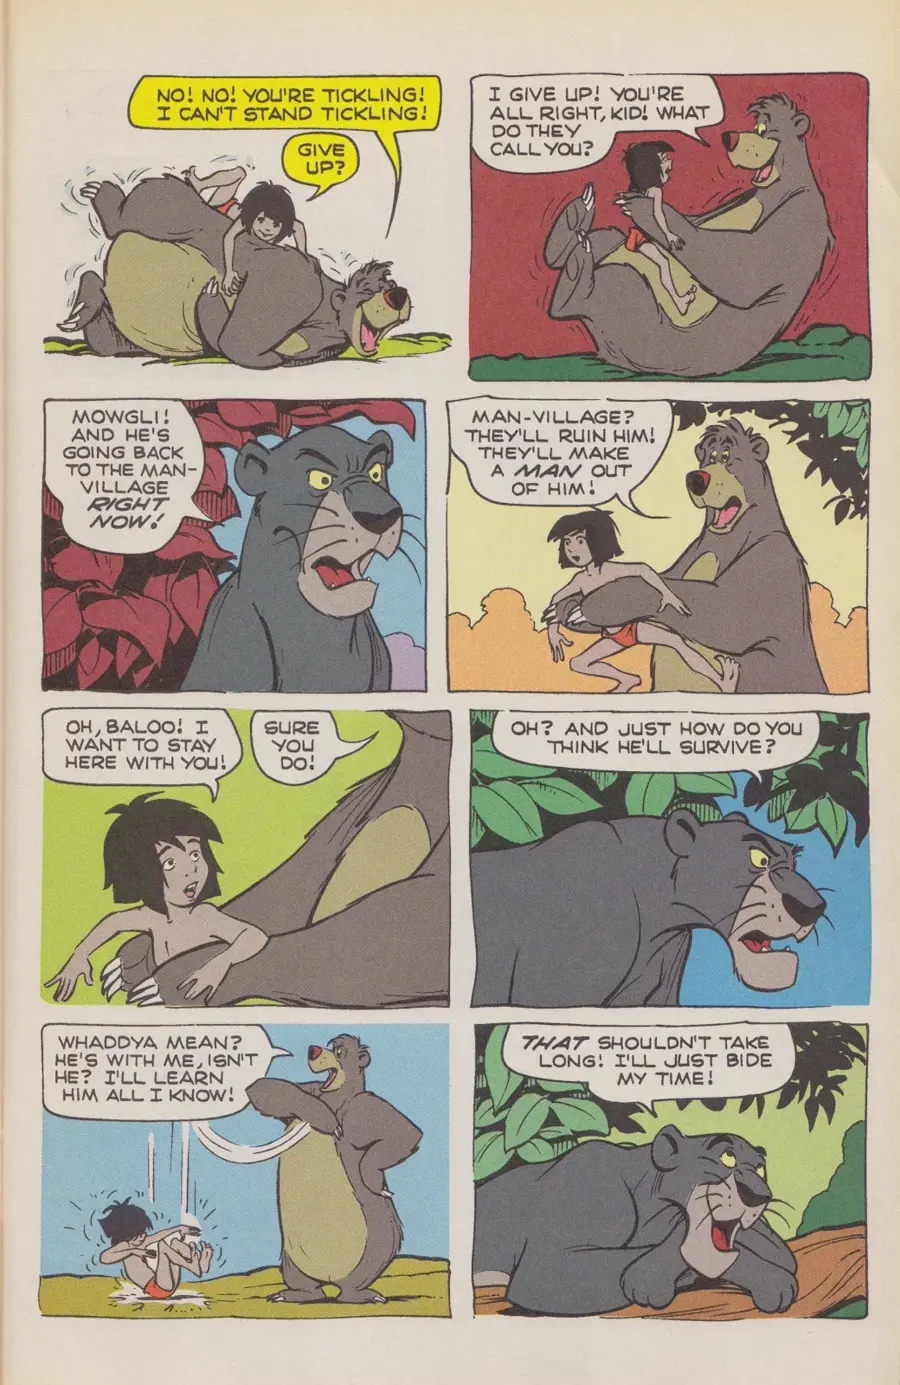 NO! NO! YOU'RE TICKLING!
I CAN'T STAND TICKLING!
GIVE
UP?
I GIVE UP! YOU'RE
ALL RIGHT, KID! WHAT
DO THEY
CALL YOU?
MOWGLI!
AND HE'S
GOING BACK
TO THE MAN-
VILLAGE
RIGHT
NOW!
MAN-VILLAGE?
THEY'LL RUIN HIM!
THEY'LL MAKE
A MAN OUT
OF HIM!
OH, BALOO! I
WANT TO STAY
HERE WITH YOU!
SURE
YOU
DO!
OH? AND JUST HOW DO YOU
THINK HE'LL SURVIVE?
WHADDYA MEAN?
HE'S WITH ME, ISN'T
HE? I'LL LEARN
HIM ALL I KNOW!
THAT SHOULDN'T TAKE
LONG! I'LL JUST BIDE
MY TIME!